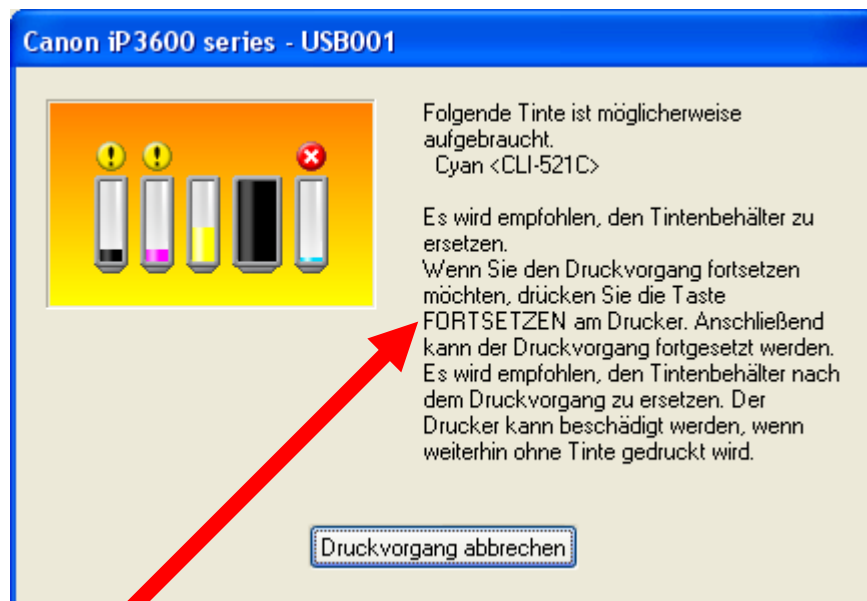 Canon iP3600 series - USB001
Folgende Tinte ist möglicherweise
aufgebraucht.
Cyan <CLI-521C>
Es wird empfohlen, den Tintenbehälter zu
ersetzen.
Wenn Sie den Druckvorgang fortsetzen
möchten, drücken Sie die Taste
FORTSETZEN am Drucker. Anschließend
kann der Druckvorgang fortgesetzt werden.
Es wird empfohlen, den Tintenbehälter nach
dem Druckvorgang zu ersetzen. Der
Drucker kann beschädigt werden, wenn
weiterhin ohne Tinte gedruckt wird.
Druckvorgang abbrechen